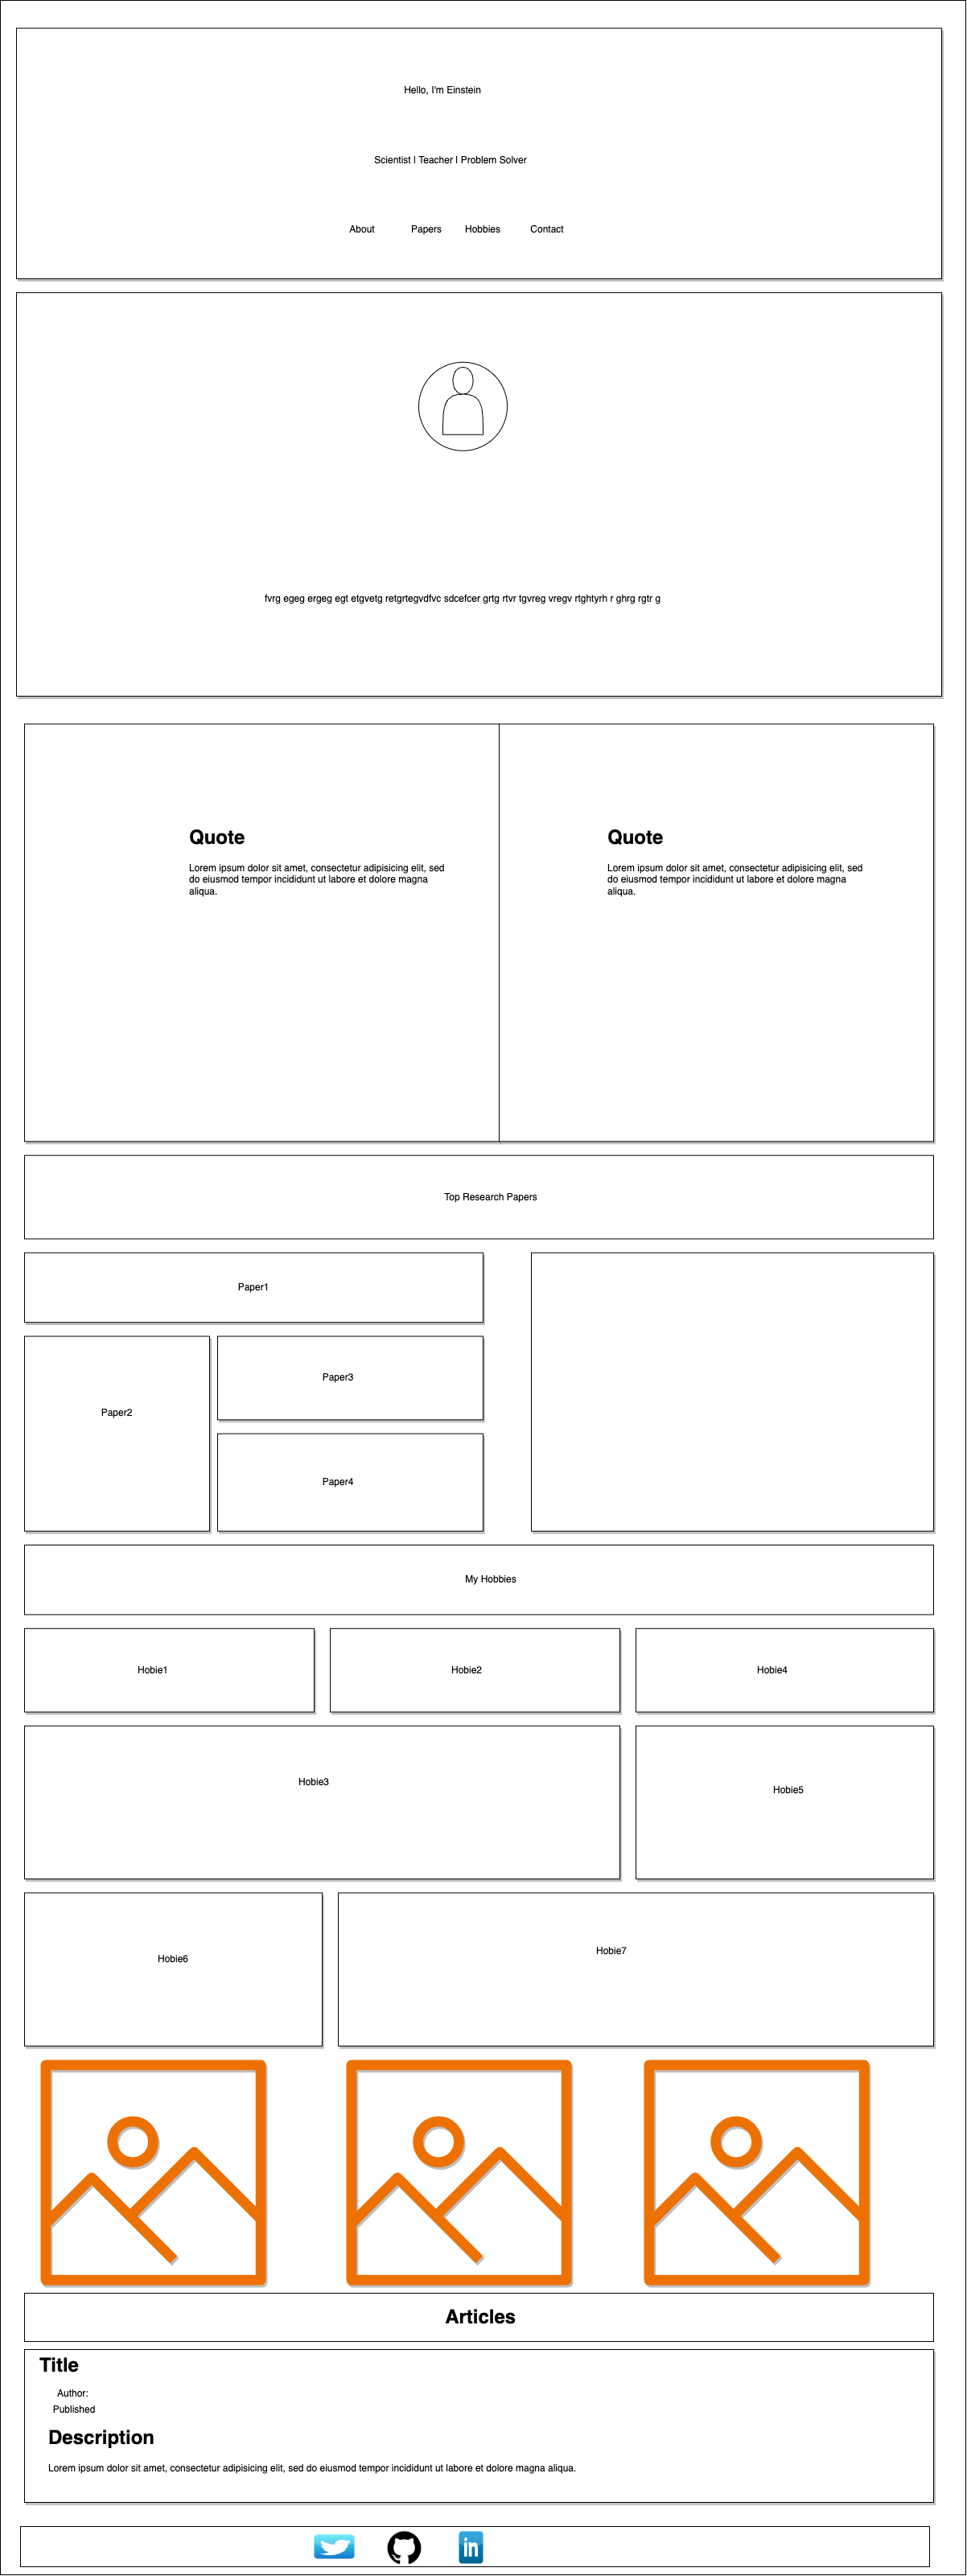 Hello, I'm Einstein
Scientist | Teacher | Problem Solver
About Papers Hobbies Contact
fvrg egeg ergeg egt etgvetg retgrtegvdfvc sdcefcer grtg rtvr tgvreg vregv rtghtyrh r ghrg rgtr g
Quote
Lorem ipsum dolor sit amet, consectetur adipisicing elit, sed
do eiusmod tempor incididunt ut labore et dolore magna
aliqua.
Quote
Lorem ipsum dolor sit amet, consectetur adipisicing elit, sed
do eiusmod tempor incididunt ut labore et dolore magna
aliqua.
Top Research Papers
Paper1
Paper2
Paper3
Paper4
My Hobbies
Hobie1
Hobie2
Hobie4
Hobie3
Hobie5
Hobie6
Hobie7
Articles
Title
Author:
Published
Description
Lorem ipsum dolor sit amet, consectetur adipisicing elit, sed do eiusmod tempor incididunt ut labore et dolore magna aliqua.
in